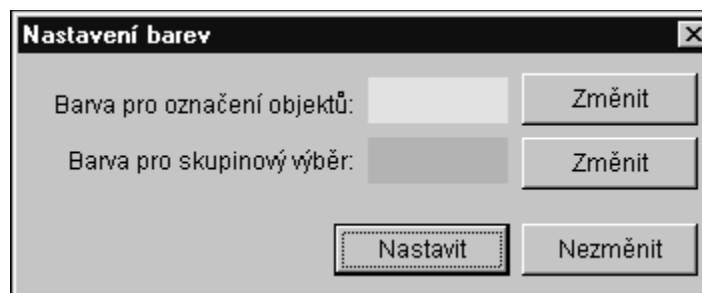 Nastavení barev
Barva pro označení objektů: Změnit
Barva pro skupinový výběr: Změnit
Nastavit Nezměnit